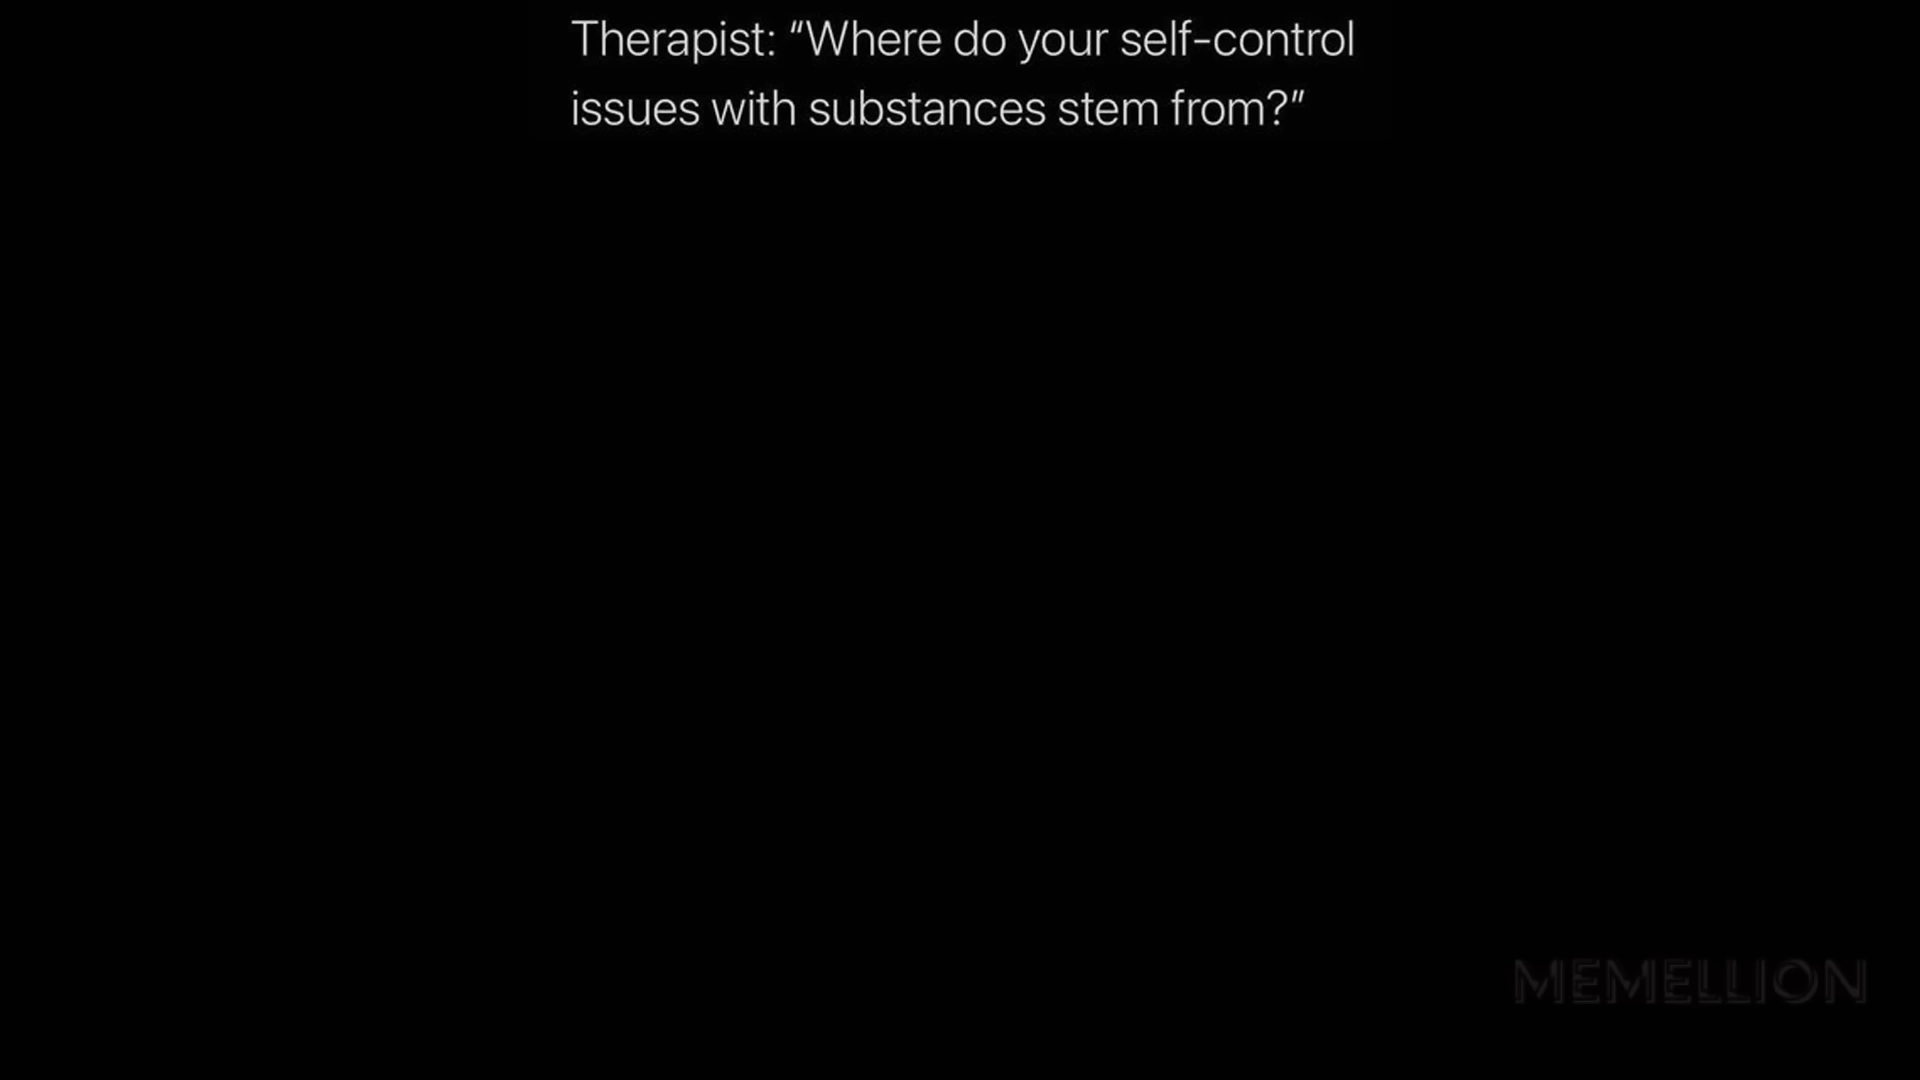 Therapist: “Where do your self-control
issues with substances stem from?”
MEMELLION